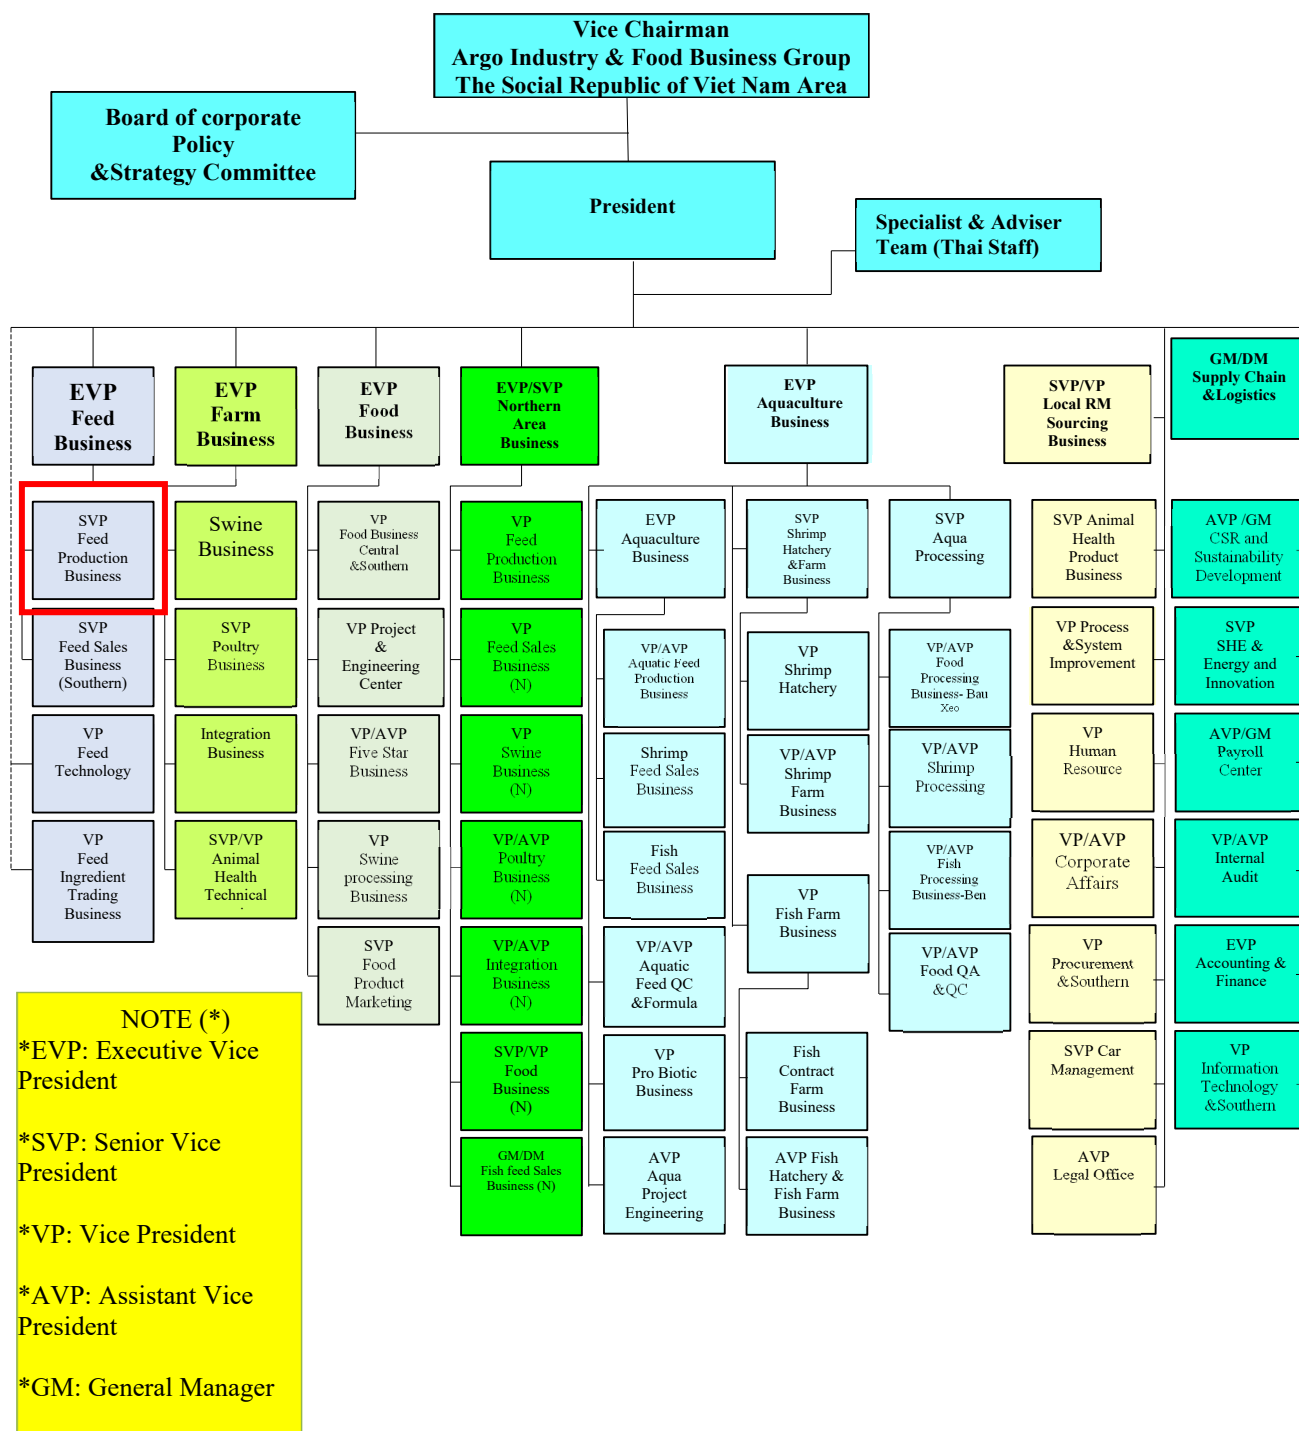 Vice Chairman
Argo Industry & Food Business Group
The Social Republic of Viet Nam Area
Board of corporate
Policy
&Strategy Committee
President
Specialist & Adviser
Team (Thai Staff)
EVP
Feed
Business
EVP
Farm
Business
EVP
Food
Business
EVP/SVP
Northern
Area
Business
EVP
Aquaculture
Business
SVP/VP
Local RM
Sourcing
Business
GM/DM
Supply Chain
&Logistics
SVP
Feed
Production
Business
SVP
Feed Sales
Business
(Southern)
VP
Feed
Technology
VP
Feed
Ingredient
Trading
Business
Swine
Business
SVP
Poultry
Business
Integration
Business
SVP/VP
Animal
Health
Technical
VP
Food Business
Central
&Southern
VP Project
&
Engineering
Center
VP/AVP
Five Star
Business
VP
Swine
processing
Business
SVP
Food
Product
Marketing
VP
Feed
Production
Business
VP
Feed Sales
Business
(N)
VP
Swine
Business
(N)
VP/AVP
Poultry
Business
(N)
VP/AVP
Integration
Business
(N)
SVP/VP
Food
Business
(N)
GM/DM
Fish feed Sales
Business (N)
EVP
Aquaculture
Business
VP/AVP
Aquatic Feed
Production
Business
Shrimp
Feed Sales
Business
Fish
Feed Sales
Business
VP/AVP
Aquatic
Feed QC
&Formula
VP
Pro Biotic
Business
AVP
Aqua
Project
Engineering
SVP
Shrimp
Hatchery
&Farm
Business
VP
Shrimp
Hatchery
VP/AVP
Shrimp
Farm
Business
VP
Fish Farm
Business
Fish
Contract
Farm
Business
AVP Fish
Hatchery &
Fish Farm
Business
SVP
Aqua
Processing
VP/AVP
Food
Processing
Business- Bau
Xeo
VP/AVP
Shrimp
Processing
VP/AVP
Fish
Processing
Business-Ben
VP/AVP
Food QA
&QC
SVP Animal
Health
Product
Business
VP Process
&System
Improvement
VP
Human
Resource
VP/AVP
Corporate
Affairs
VP
Procurement
&Southern
SVP Car
Management
AVP
Legal Office
AVP /GM
CSR and
Sustainability
Development
SVP
SHE &
Energy and
Innovation
AVP/GM
Payroll
Center
VP/AVP
Internal
Audit
EVP
Accounting &
Finance
VP
Information
Technology
&Southern
NOTE (*)
*EVP: Executive Vice
President
*SVP: Senior Vice
President
*VP: Vice President
*AVP: Assistant Vice
President
*GM: General Manager